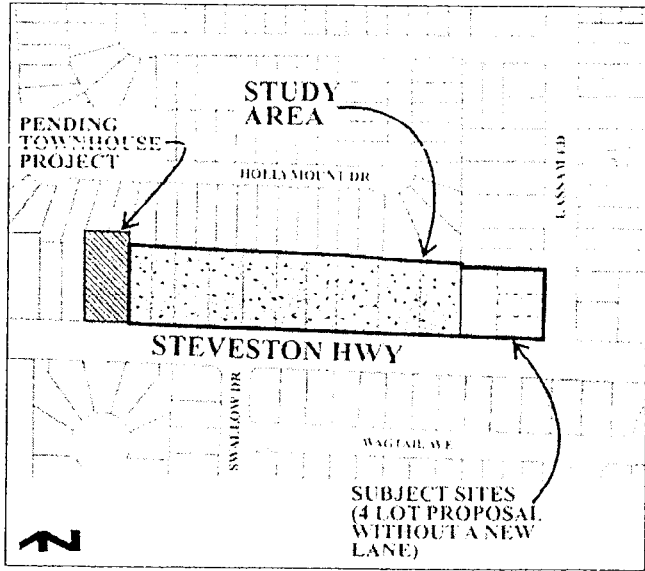 STUDY
AREA
PENDING
TOWNHOUSE
PROJECT
HOLLYMOUNT DR
LASSAM RD
STEVESTON HWY
SWALLOW DR
WAGTAIL AVE
SUBJECT SITES
(4 LOT PROPOSAL
WITHOUT A NEW
LANE)
N